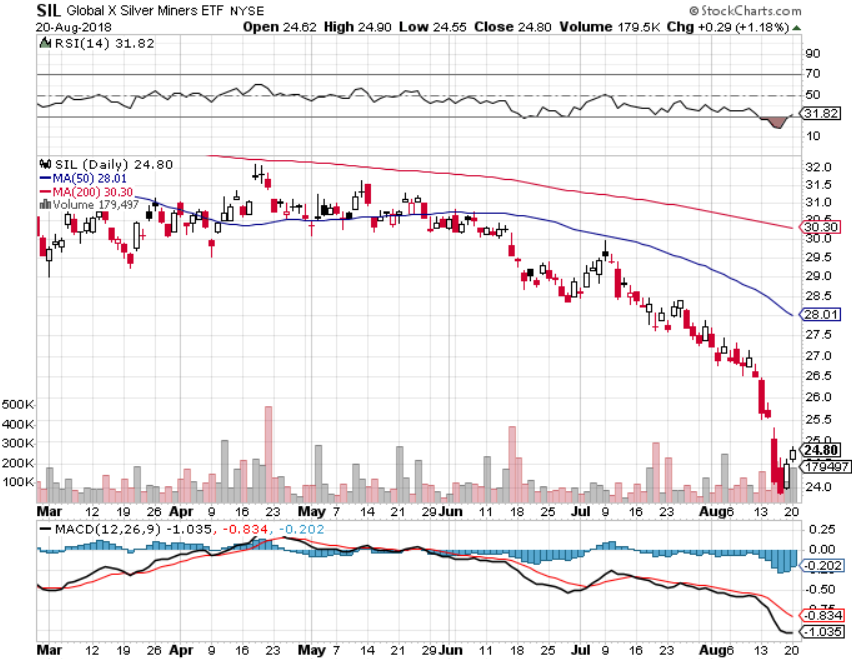 SIL Global X Silver Miners ETF NYSE © StockCharts.com
20-Aug-2018 Open 24.62 High 24.90 Low 24.55 Close 24.80 Volume 179.5K Chg +0.29 (+1.18%)
RSI(14) 31.82
90
70
50
31.82
10
SIL (Daily) 24.80
MA(50) 28.01
MA(200) 30.30
Volume 179,497
32.0
31.5
31.0
30.5
30.30
30.0
29.5
29.0
28.5
28.01
27.5
27.0
26.5
26.0
25.5
25.0
24.80
179497
24.0
500K
400K
300K
200K
100K
Mar 12 19 26 Apr 9 16 23 May 7 14 21 29 Jun 11 18 25 Jul 9 16 23 Aug 6 13 20
MACD(12,26,9) -1.035, -0.834, -0.202
0.25
0.00
-0.202
-0.50
-0.75
-0.834
-1.035
Mar 12 19 26 Apr 9 16 23 May 7 14 21 29 Jun 11 18 25 Jul 9 16 23 Aug 6 13 20